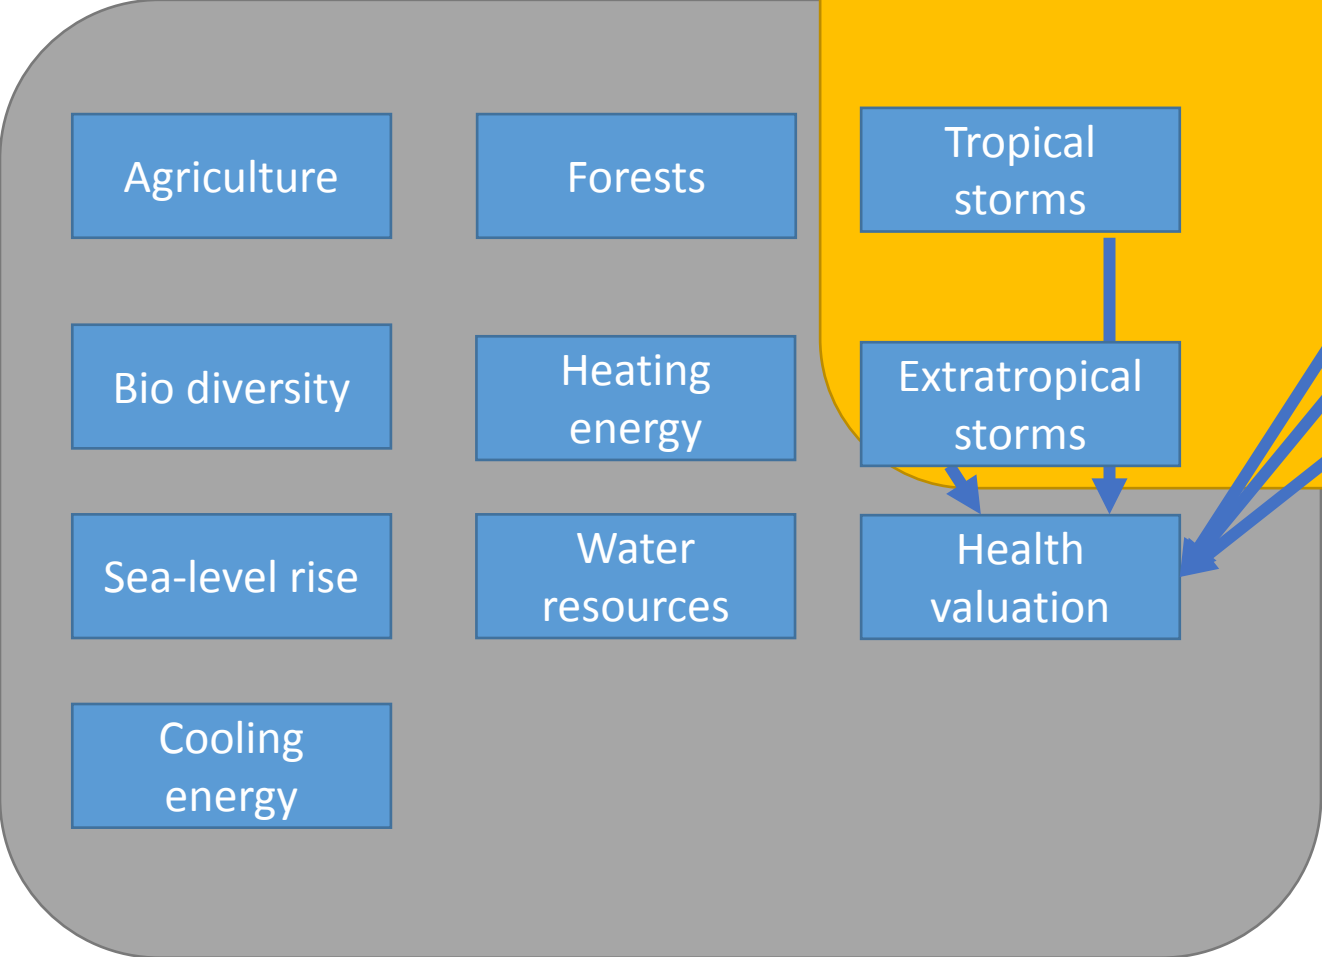 Agriculture
Forests
Tropical
storms
Bio diversity
Heating
energy
Extratropical
storms
Sea-level rise
Water
resources
Health
valuation
Cooling
energy